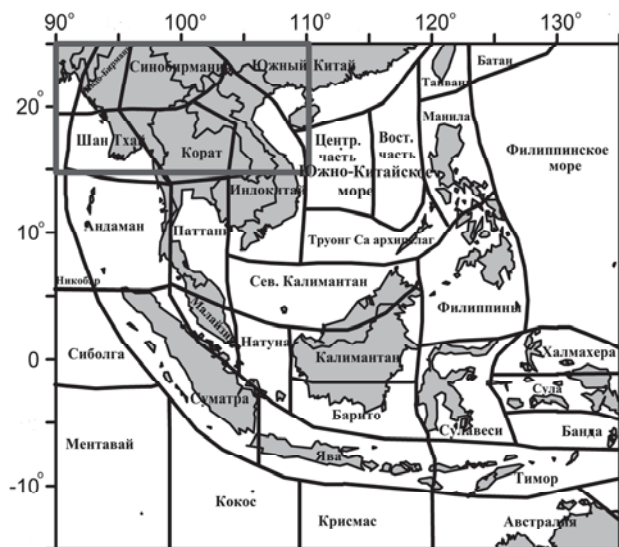 90° 100° 110° 120° 130°
20°
10°
0
-10°
Синобирмания
Южный Китай
Тайвань
Батан
Манила
Шан Тхай
Корат
Центр.
часть
Вост.
часть
Южно-Китайское
море
Филиппинское
море
Индокитай
Андаман
Паттани
Труонг Са архипелаг
Никобар
Сев. Калимантан
Филиппины
Малайзия
Натуна
Сиболга
Калимантан
Халмахера
Суматра
Сула
Барито
Сулавеси
Банда
Ментавай
Ява
Тимор
Кокос
Крисмас
Австралия